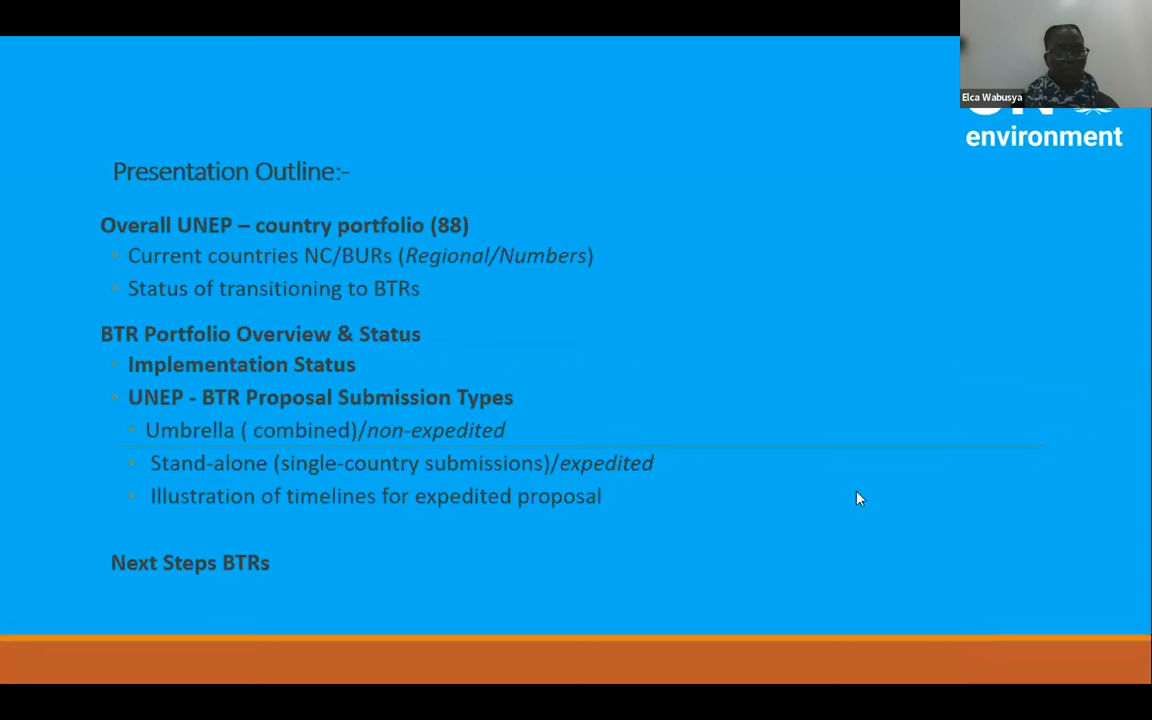 Elca Wabusya
environment
Presentation Outline:-
Overall UNEP – country portfolio (88)
Current countries NC/BURs (Regional/Numbers)
Status of transitioning to BTRs
BTR Portfolio Overview & Status
Implementation Status
UNEP - BTR Proposal Submission Types
Umbrella ( combined)/non-expedited
Stand-alone (single-country submissions)/expedited
Illustration of timelines for expedited proposal
Next Steps BTRs